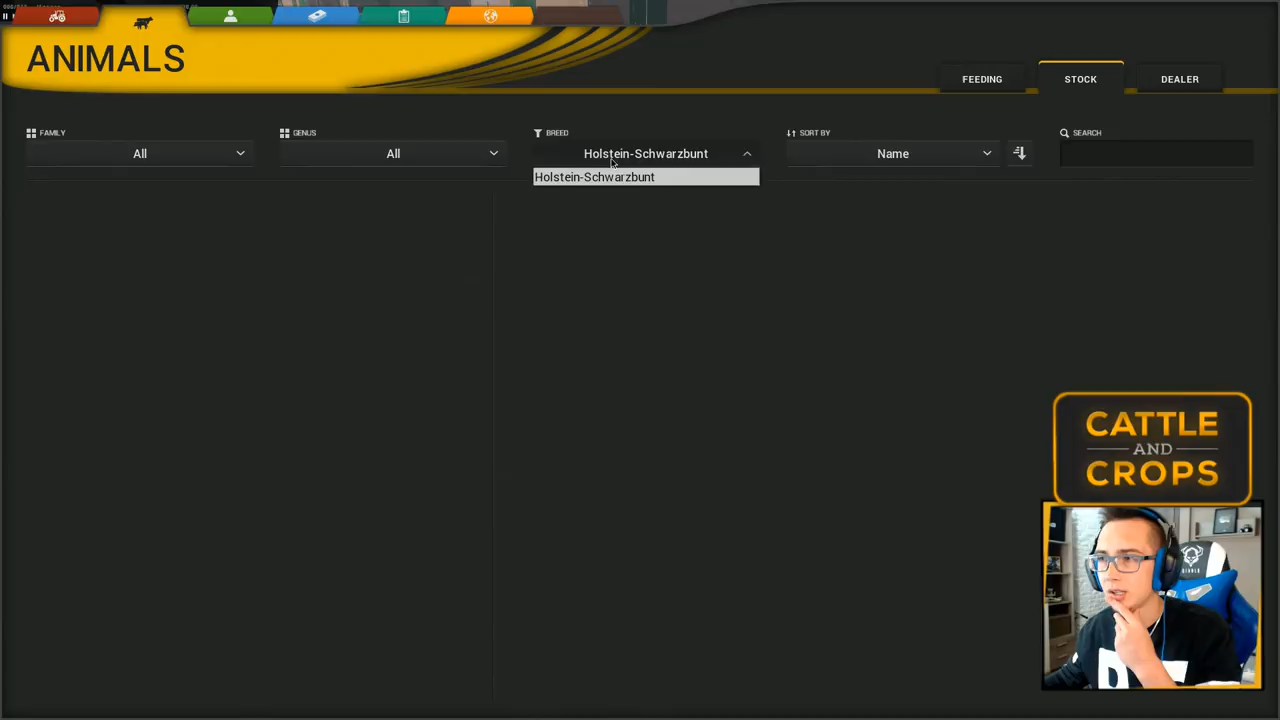 ANIMALS
FEEDING
STOCK
DEALER
FAMILY
GENUS
BREED
SORT BY
SEARCH
All
All
Holstein-Schwarzbunt
Name
Holstein-Schwarzbunt
CATTLE
AND
CROPS
DIABLO